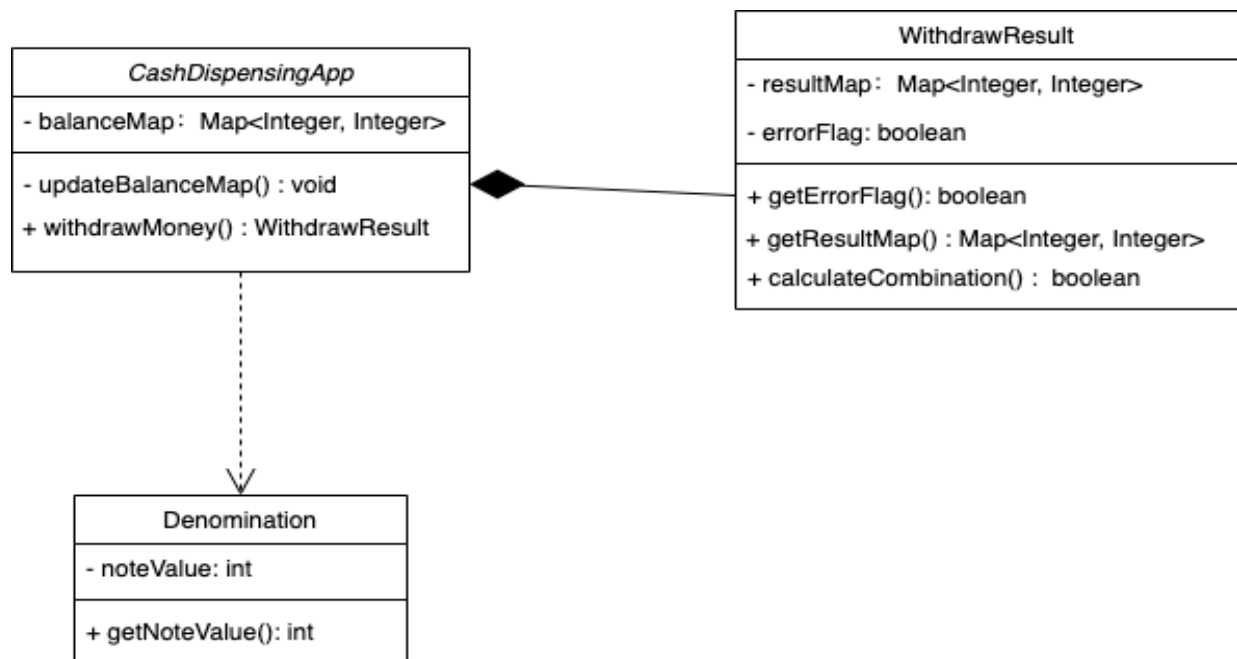 CashDispensingApp
- balanceMap： Map<Integer, Integer>
- updateBalanceMap() : void
+ withdrawMoney() : WithdrawResult
WithdrawResult
- resultMap： Map<Integer, Integer>
- errorFlag: boolean
+ getErrorFlag(): boolean
+ getResultMap() : Map<Integer, Integer>
+ calculateCombination() : boolean
Denomination
- noteValue: int
+ getNoteValue(): int